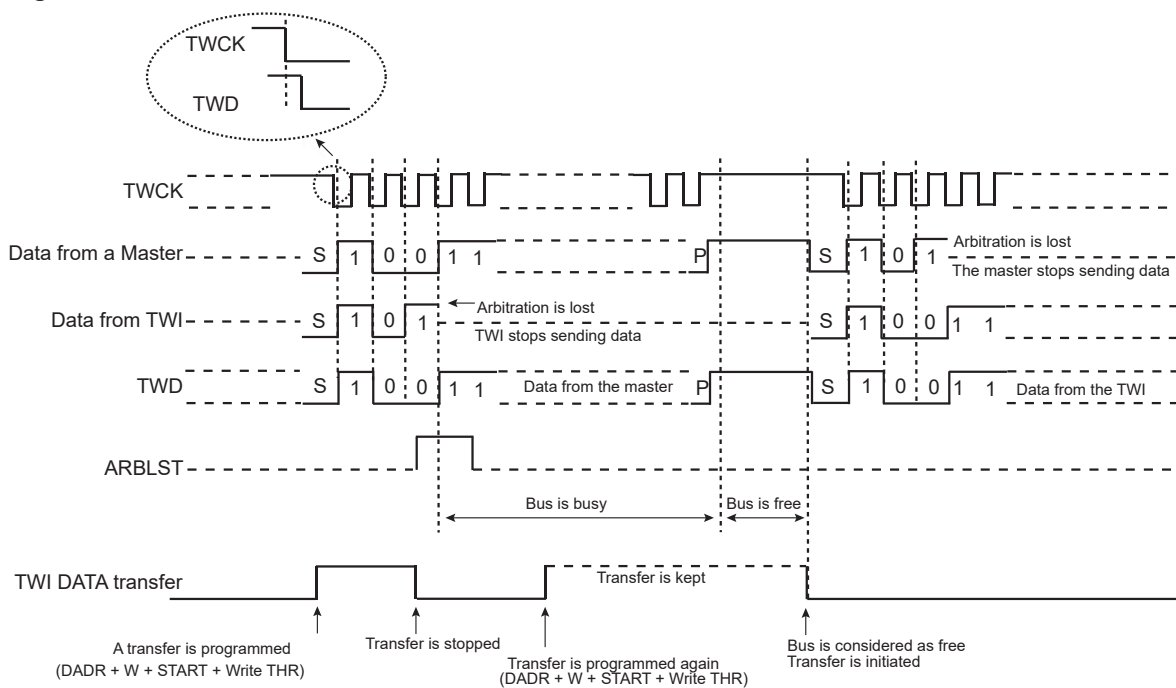 TWCK
TWD
TWCK
Data from a Master S 1 0 0 1 1 P S 1 0 1 Arbitration is lost
The master stops sending data
Data from TWI S 1 0 1 Arbitration is lost S 1 0 0 1 1
TWI stops sending data
TWD S 1 0 0 1 1 Data from the master P S 1 0 0 1 1 Data from the TWI
ARBLST
Bus is busy Bus is free
TWI DATA transfer Transfer is kept
A transfer is programmed
(DADR + W + START + Write THR)
Transfer is stopped
Transfer is programmed again
(DADR + W + START + Write THR)
Bus is considered as free
Transfer is initiated